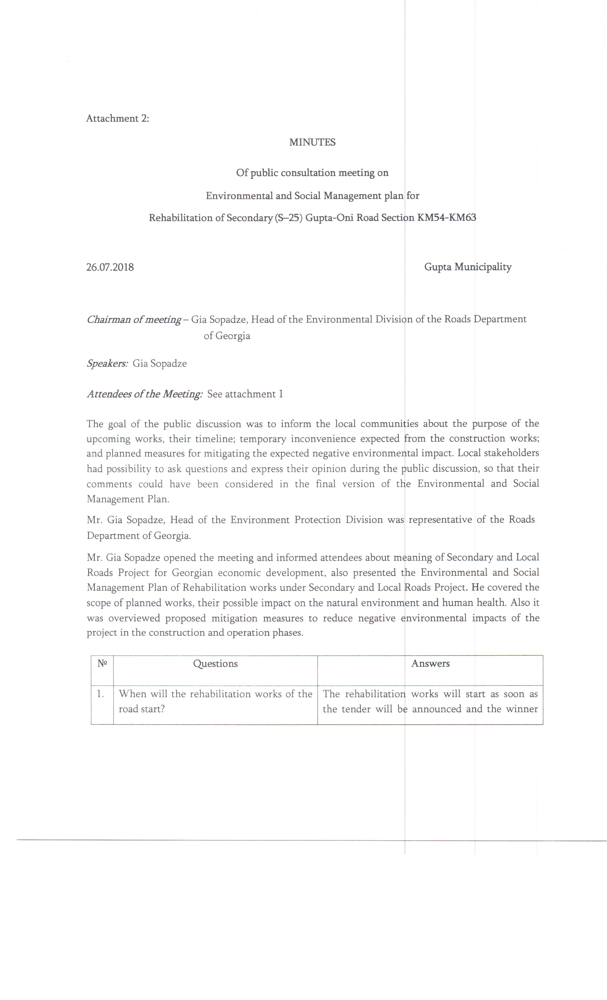 Attachment 2:
MINUTES
Of public consultation meeting on
Environmental and Social Management plan for
Rehabilitation of Secondary (S–25) Gupta-Oni Road Section KM54-KM63
26.07.2018 Gupta Municipality
Chairman of meeting – Gia Sopadze, Head of the Environmental Division of the Roads Department
of Georgia
Speakers: Gia Sopadze
Attendees of the Meeting: See attachment 1
The goal of the public discussion was to inform the local communities about the purpose of the
upcoming works, their timeline; temporary inconvenience expected from the construction works;
and planned measures for mitigating the expected negative environmental impact. Local stakeholders
had possibility to ask questions and express their opinion during the public discussion, so that their
comments could have been considered in the final version of the Environmental and Social
Management Plan.
Mr. Gia Sopadze, Head of the Environment Protection Division was representative of the Roads
Department of Georgia.
Mr. Gia Sopadze opened the meeting and informed attendees about meaning of Secondary and Local
Roads Project for Georgian economic development, also presented the Environmental and Social
Management Plan of Rehabilitation works under Secondary and Local Roads Project. He covered the
scope of planned works, their possible impact on the natural environment and human health. Also it
was overviewed proposed mitigation measures to reduce negative environmental impacts of the
project in the construction and operation phases.
№ Questions Answers
1. When will the rehabilitation works of the
road start?
The rehabilitation works will start as soon as
the tender will be announced and the winner